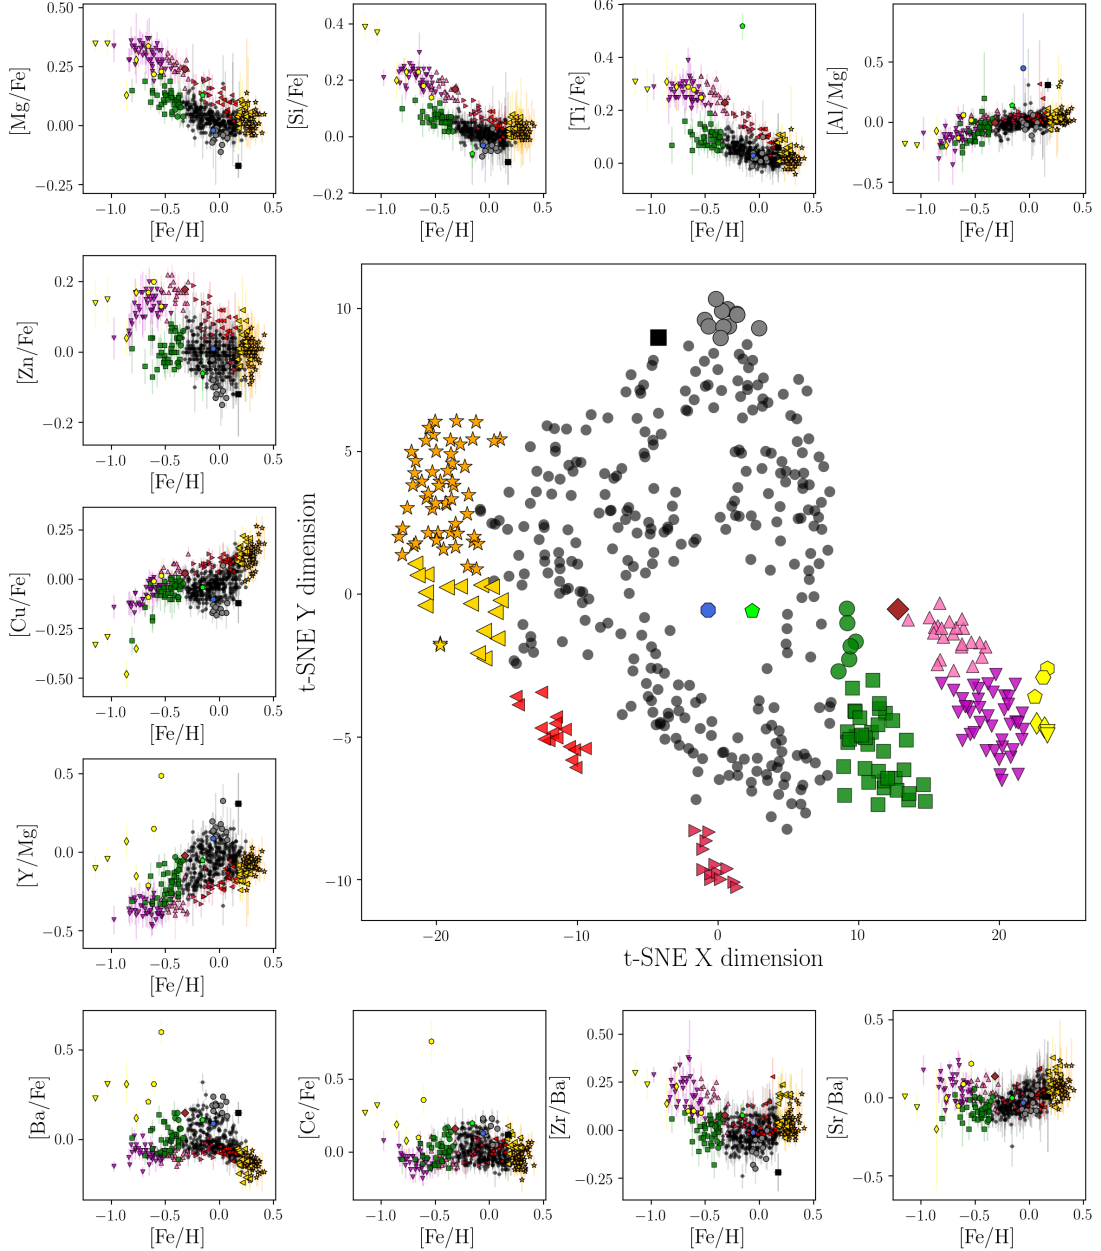 0.50
0.25
0.00
−0.25
[Mg/Fe]
−1.0 −0.5 0.0 0.5
[Fe/H]
0.4
0.2
0.0
−0.2
[Si/Fe]
−1.0 −0.5 0.0 0.5
[Fe/H]
0.6
0.4
0.2
0.0
[Ti/Fe]
−1.0 −0.5 0.0 0.5
[Fe/H]
0.5
0.0
−0.5
[Al/Mg]
−1.0 −0.5 0.0 0.5
[Fe/H]
0.2
0.0
−0.2
[Zn/Fe]
−1.0 −0.5 0.0 0.5
[Fe/H]
0.25
0.00
−0.25
−0.50
[Cu/Fe]
−1.0 −0.5 0.0 0.5
[Fe/H]
0.5
0.0
−0.5
[Y/Mg]
−1.0 −0.5 0.0 0.5
[Fe/H]
10
5
0
−5
−10
t-SNE Y dimension
−20 −10 0 10 20
t-SNE X dimension
0.5
0.0
[Ba/Fe]
−1.0 −0.5 0.0 0.5
[Fe/H]
1.0
0.5
0.0
[Ce/Fe]
−1.0 −0.5 0.0 0.5
[Fe/H]
0.50
0.25
0.00
−0.25
[Zr/Ba]
−1.0 −0.5 0.0 0.5
[Fe/H]
0.5
0.0
−0.5
[Sr/Ba]
−1.0 −0.5 0.0 0.5
[Fe/H]